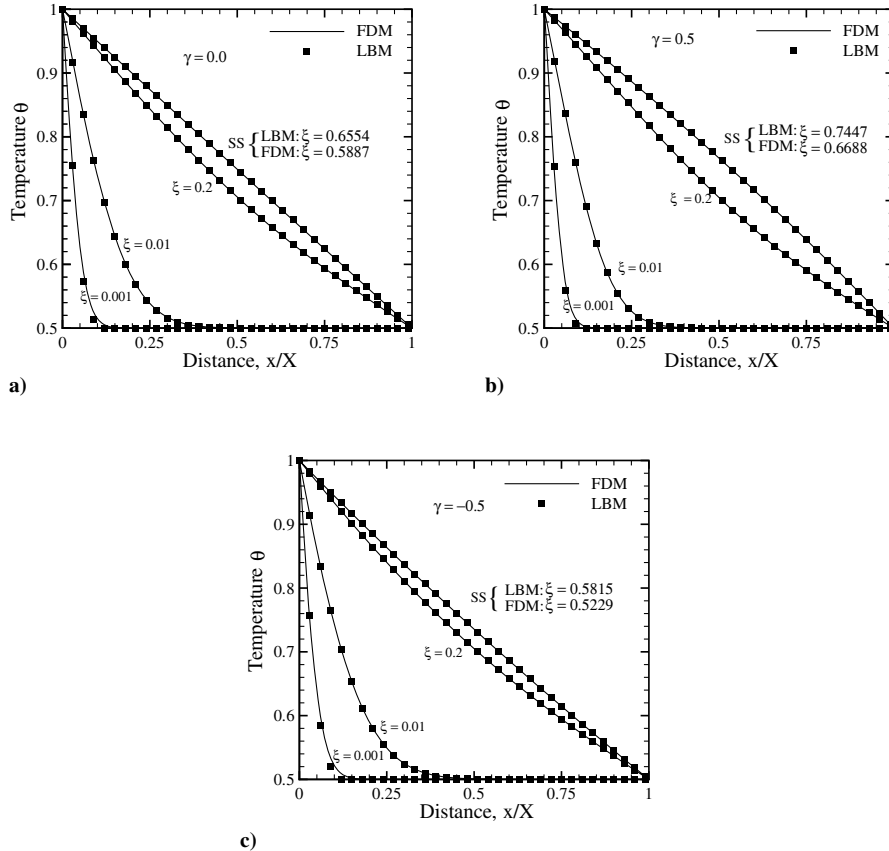 Temperature θ
1
0.9
0.8
0.7
0.6
0.5
γ = 0.0
FDM
LBM
SS { LBM: ξ = 0.6554
FDM: ξ = 0.5887
ξ = 0.2
ξ = 0.01
ξ = 0.001
0 0.25 0.5 0.75 1
Distance, x/X
a)
Temperature θ
1
0.9
0.8
0.7
0.6
0.5
γ = 0.5
FDM
LBM
SS { LBM: ξ = 0.7447
FDM: ξ = 0.6688
ξ = 0.2
ξ = 0.01
ξ = 0.001
0 0.25 0.5 0.75
Distance, x/X
b)
Temperature θ
1
0.9
0.8
0.7
0.6
0.5
γ = −0.5
FDM
LBM
SS { LBM: ξ = 0.5815
FDM: ξ = 0.5229
ξ = 0.2
ξ = 0.01
ξ = 0.001
0 0.25 0.5 0.75 1
Distance, x/X
c)